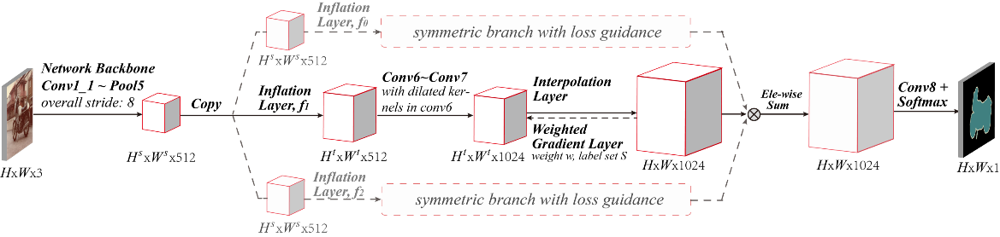 Inflation
Layer, f0
symmetric branch with loss guidance
HsxWsx512
Network Backbone
Conv1_1 ~ Pool5
overall stride: 8
Copy
Inflation
Layer, f1
Conv6~Conv7
with dilated ker-
nels in conv6
Interpolation
Layer
Weighted
Gradient Layer
weight w, label set S
Ele-wise
Sum
Conv8 +
Softmax
HxWx3
HsxWsx512
HtxWtx512
HtxWtx1024
HxWx1024
HxWx1024
HxWx1
Inflation
Layer, f2
symmetric branch with loss guidance
HsxWsx512